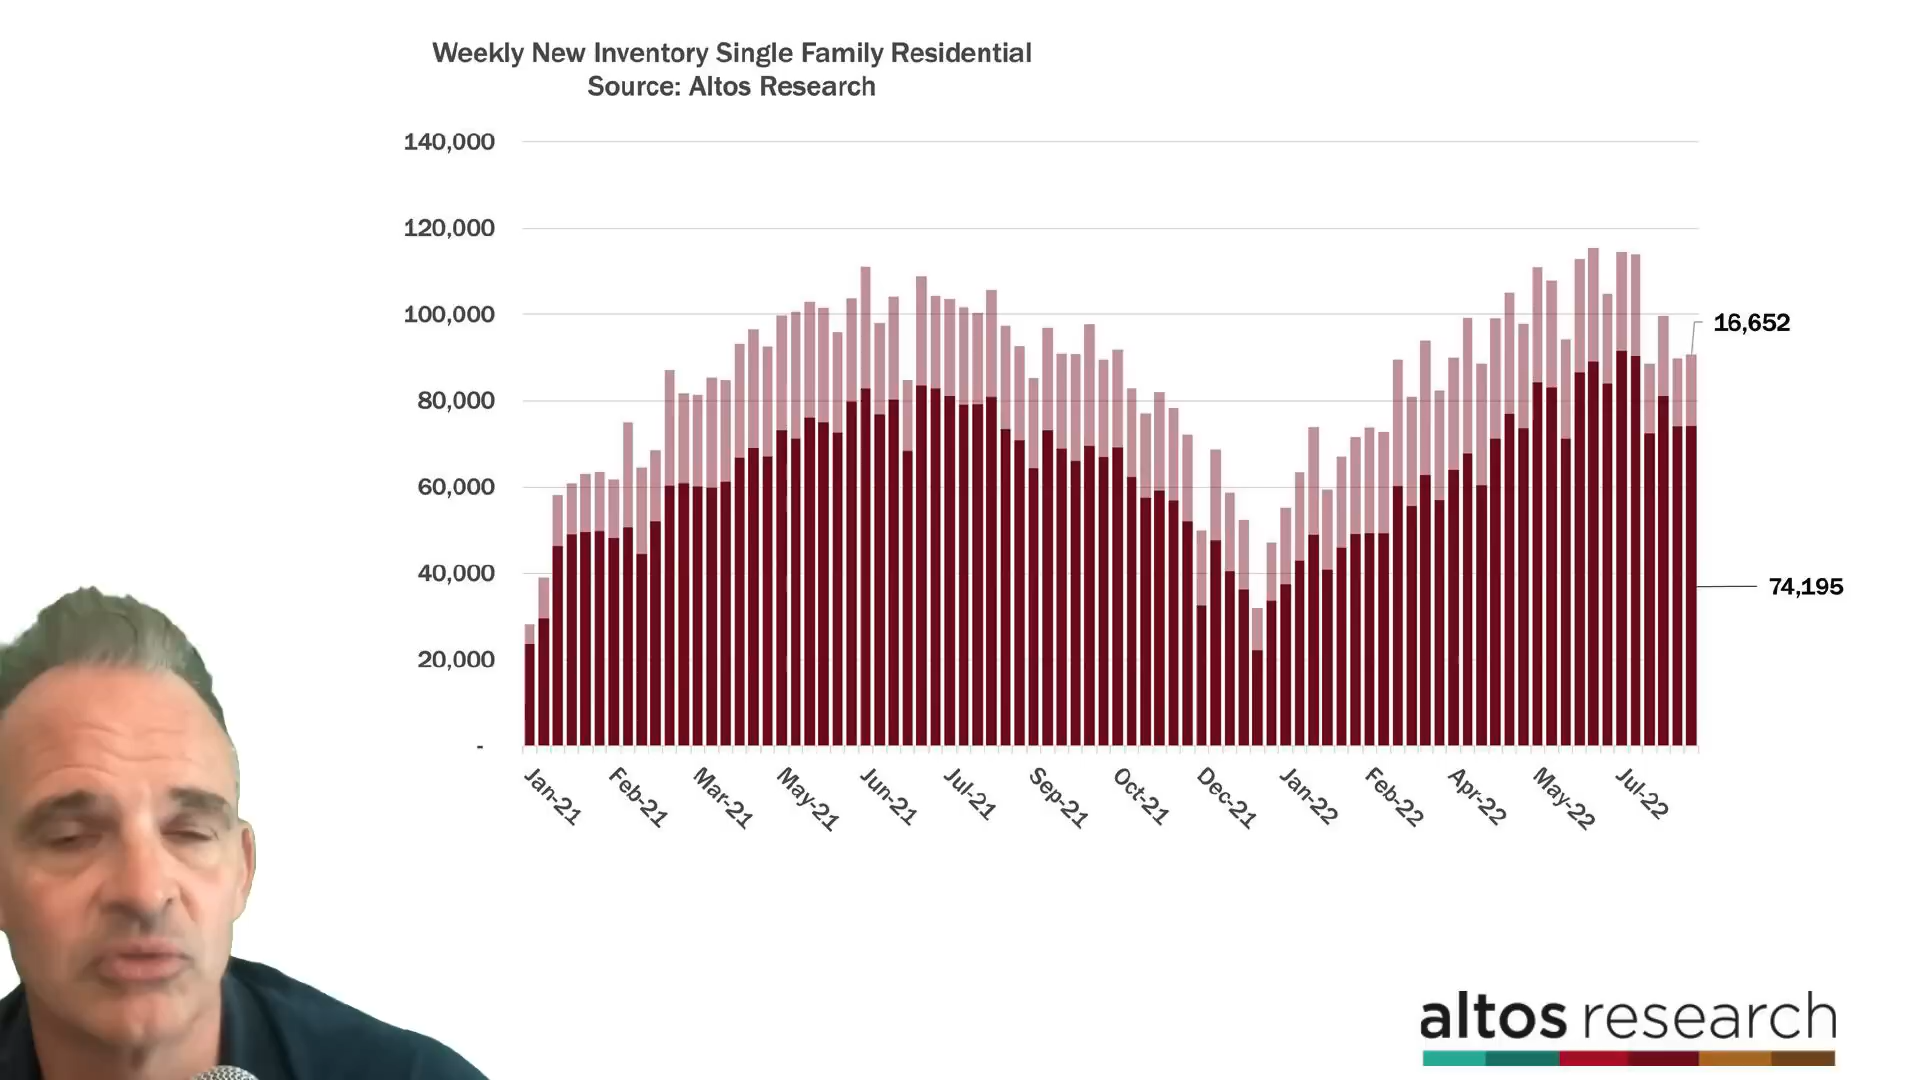 Weekly New Inventory Single Family Residential
Source: Altos Research
140,000
120,000
100,000
80,000
60,000
40,000
20,000
-
16,652
74,195
Jan-21
Feb-21
Mar-21
May-21
Jun-21
Jul-21
Sep-21
Oct-21
Dec-21
Jan-22
Feb-22
Apr-22
May-22
Jul-22
altos research